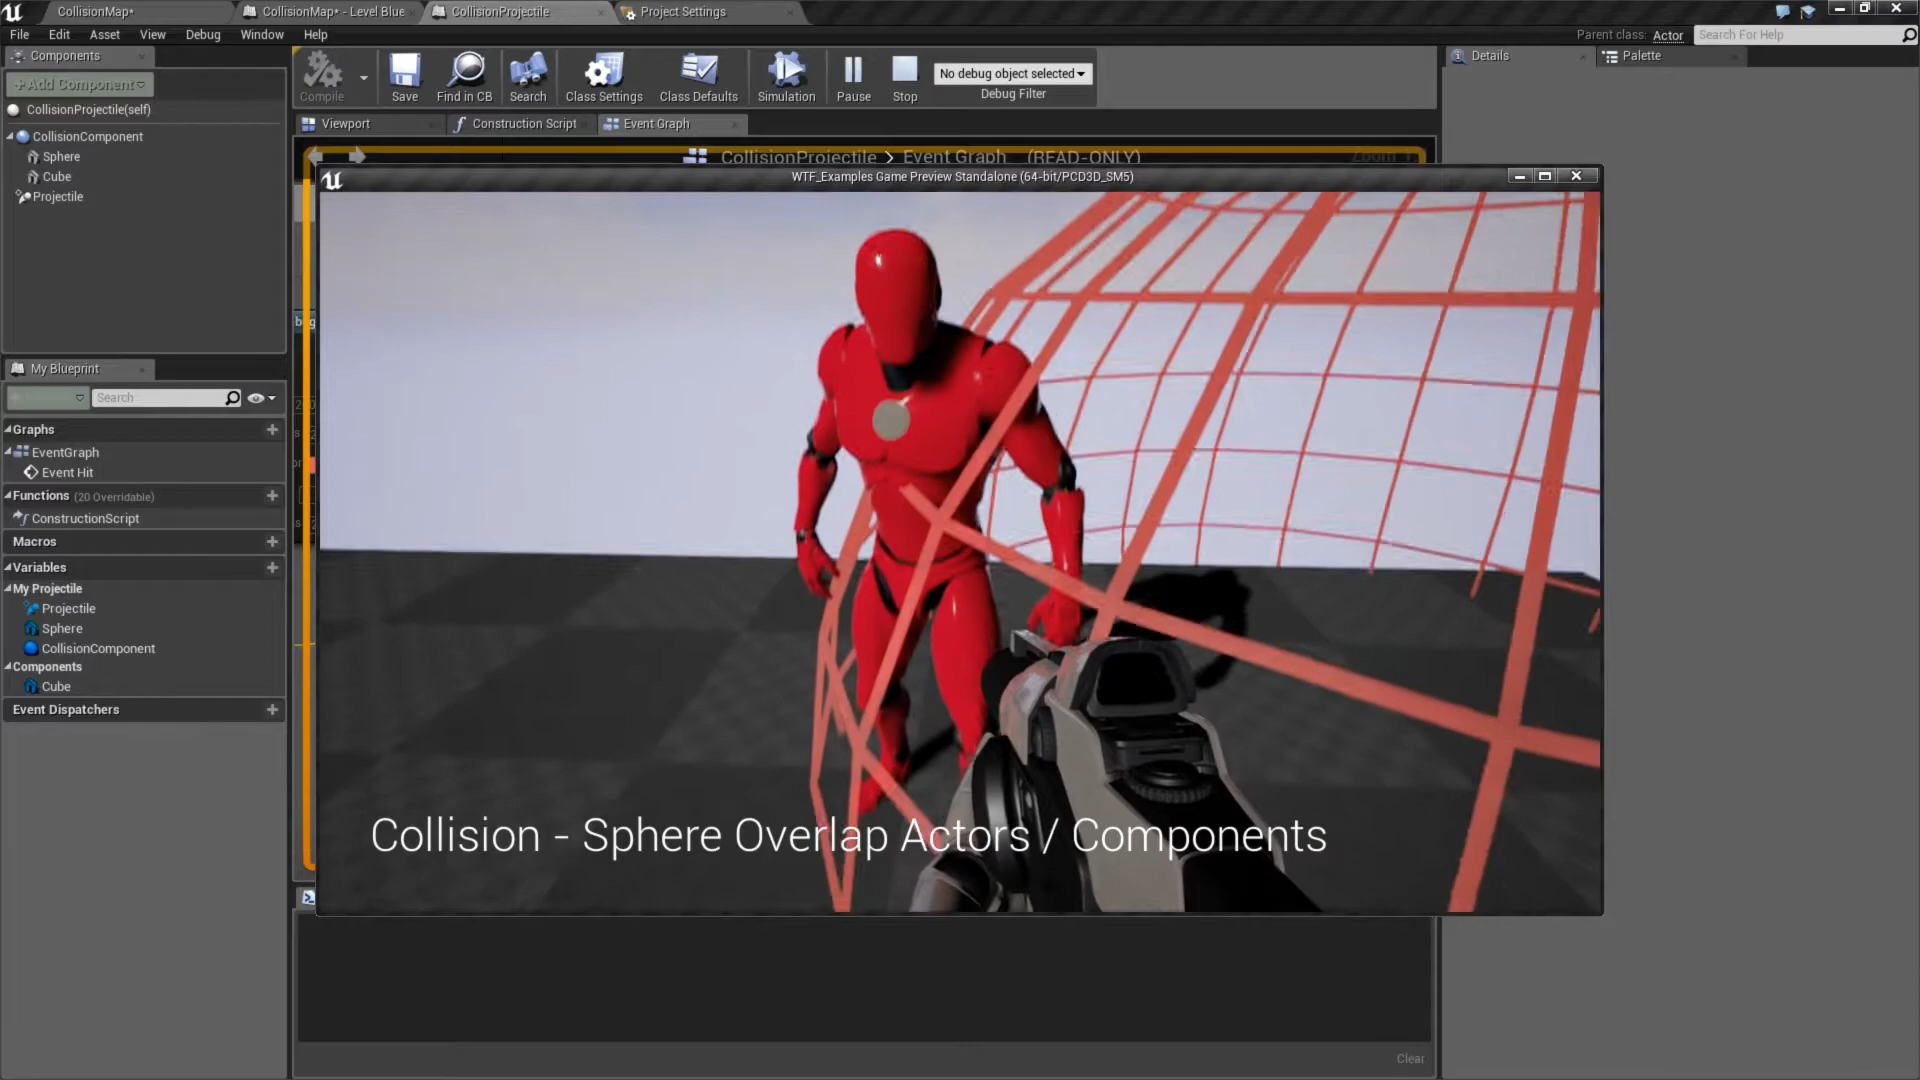 CollisionMap*
CollisionMap* - Level Blue
CollisionProjectile
Project Settings
File
Edit
Asset
View
Debug
Window
Help
Parent class: Actor
Search For Help
Components
+Add Component
CollisionProjectile(self)
CollisionComponent
Sphere
Cube
Projectile
Compile
Save
Find in CB
Search
Class Settings
Class Defaults
Simulation
Pause
Stop
No debug object selected
Debug Filter
Details
Palette
Viewport
Construction Script
Event Graph
CollisionProjectile > Event Graph (READ-ONLY)
Zoom
WTF_Examples Game Preview Standalone (64-bit/PCD3D_SM5)
My Blueprint
Search
Graphs
EventGraph
Event Hit
Functions (20 Overridable)
ConstructionScript
Macros
Variables
My Projectile
Projectile
Sphere
CollisionComponent
Components
Cube
Event Dispatchers
Collision - Sphere Overlap Actors / Components
Clear